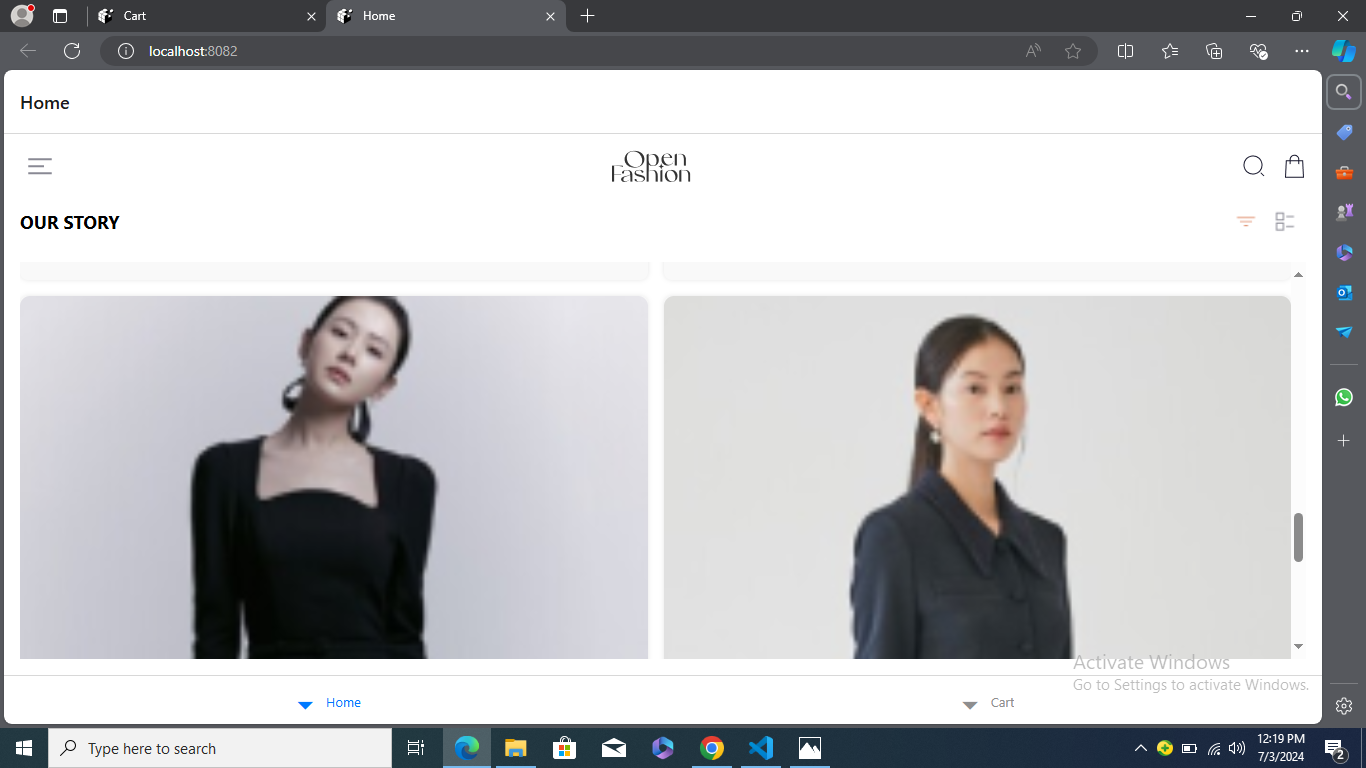 Cart
Home
localhost:8082
Home
Open
Fashion
OUR STORY
Activate Windows
Go to Settings to activate Windows.
Home
Cart
Type here to search
12:19 PM
7/3/2024
2